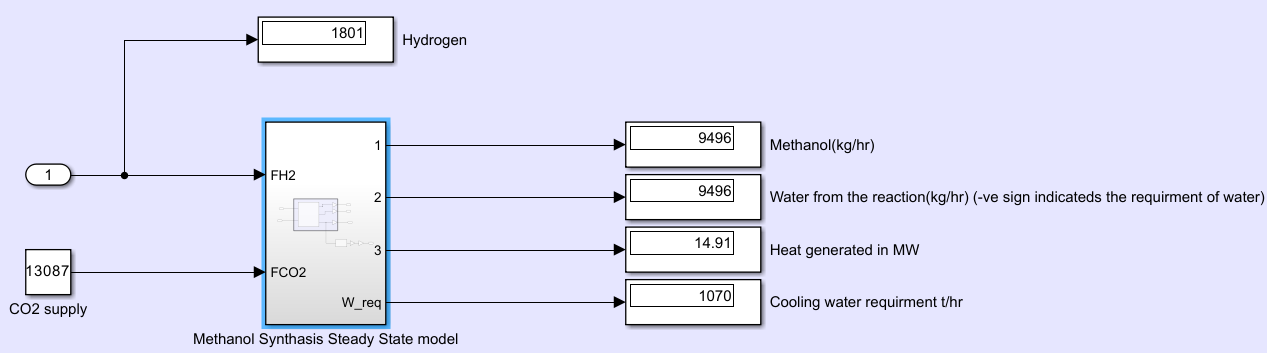 1801
Hydrogen
1
FH2
1
9496
Methanol(kg/hr)
2
9496
Water from the reaction(kg/hr) (-ve sign indicateds the requirment of water)
3
14.91
Heat generated in MW
13087
CO2 supply
FCO2
W_req
1070
Cooling water requirment t/hr
Methanol Synthasis Steady State model